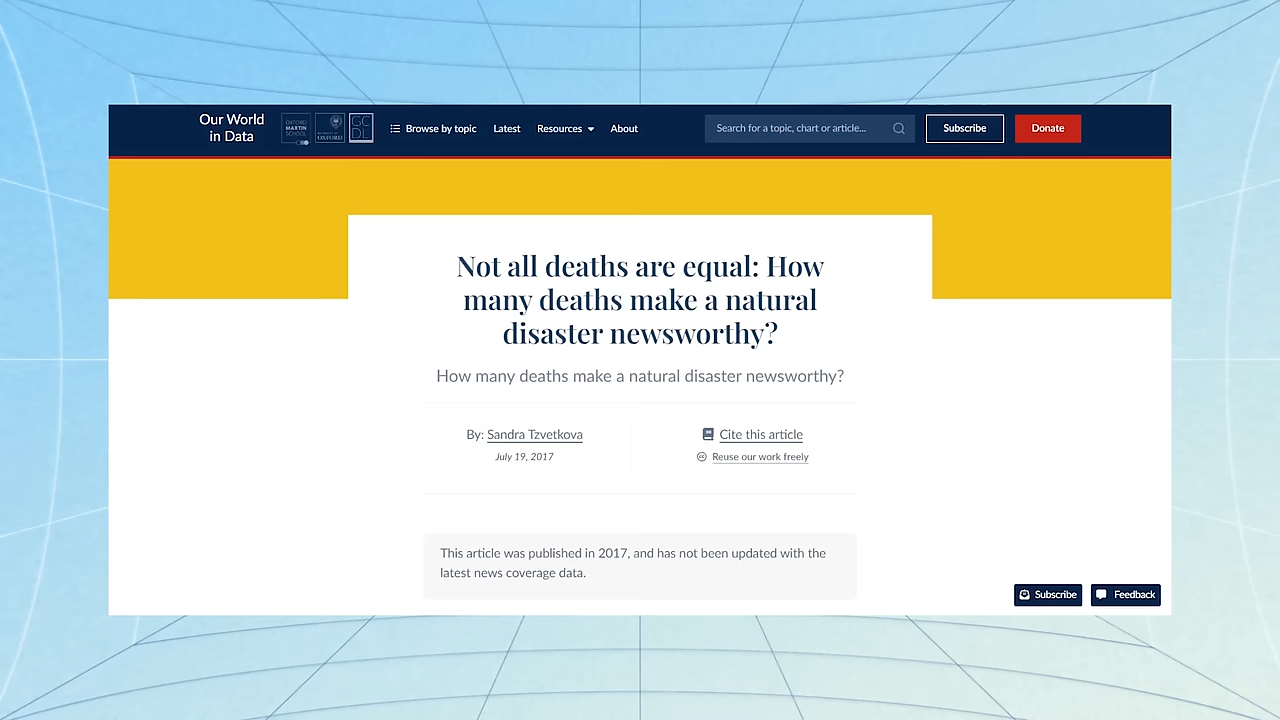 Our World
in Data
OXFORD
MARTIN
SCHOOL
OXFORD
GC
DL
Browse by topic
Latest
Resources
About
Search for a topic, chart or article...
Subscribe
Donate
Not all deaths are equal: How
many deaths make a natural
disaster newsworthy?
How many deaths make a natural disaster newsworthy?
By: Sandra Tzvetkova
July 19, 2017
Cite this article
Reuse our work freely
This article was published in 2017, and has not been updated with the
latest news coverage data.
Subscribe
Feedback